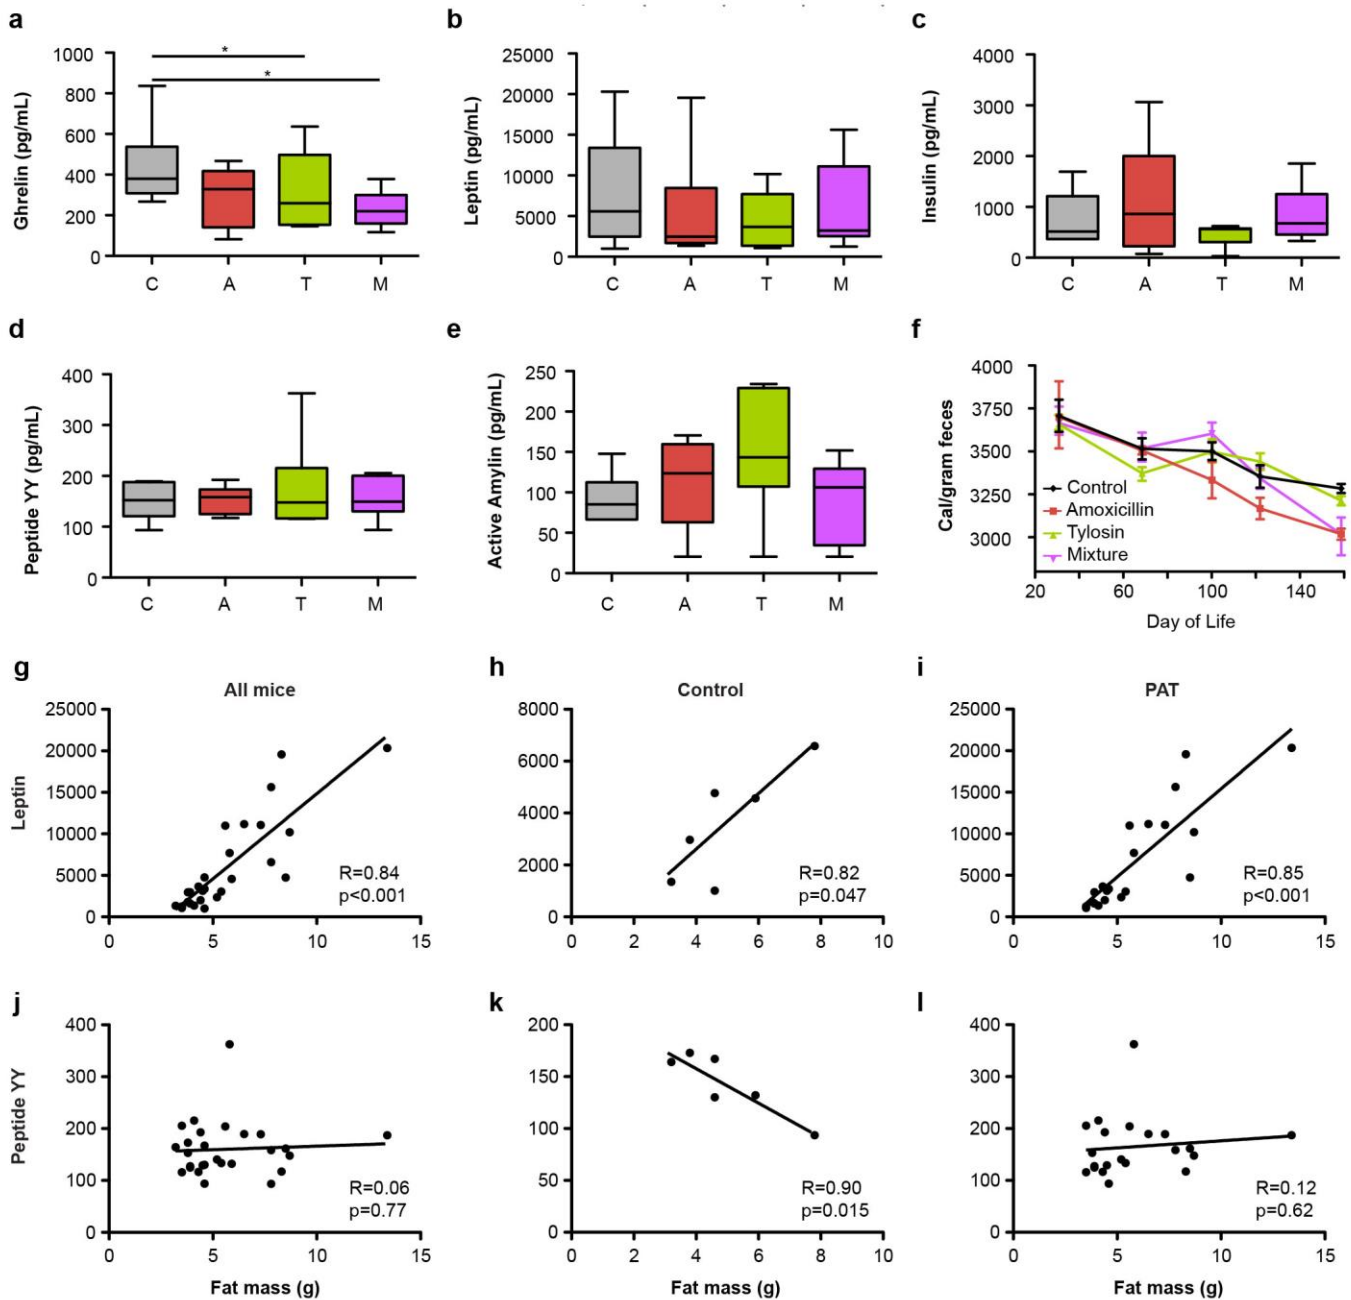 a
Ghrelin (pg/mL)
1000
800
600
400
200
0
*
*
C A T M
b
Leptin (pg/mL)
25000
20000
15000
10000
5000
0
C A T M
c
Insulin (pg/mL)
4000
3000
2000
1000
0
C A T M
d
Peptide YY (pg/mL)
400
300
200
100
0
C A T M
e
Active Amylin (pg/mL)
250
200
150
100
50
0
C A T M
f
Cal/gram feces
4000
3750
3500
3250
3000
Control
Amoxicillin
Tylosin
Mixture
20 60 100 140
Day of Life
g
All mice
Leptin
25000
20000
15000
10000
5000
0
R=0.84
p<0.001
0 5 10 15
h
Control
8000
6000
4000
2000
0
R=0.82
p=0.047
0 2 4 6 8 10
i
PAT
25000
20000
15000
10000
5000
0
R=0.85
p<0.001
0 5 10 15
j
Peptide YY
400
300
200
100
0
R=0.06
p=0.77
0 5 10 15
Fat mass (g)
k
200
150
100
50
0
R=0.90
p=0.015
0 2 4 6 8 10
Fat mass (g)
l
400
300
200
100
0
R=0.12
p=0.62
0 5 10 15
Fat mass (g)